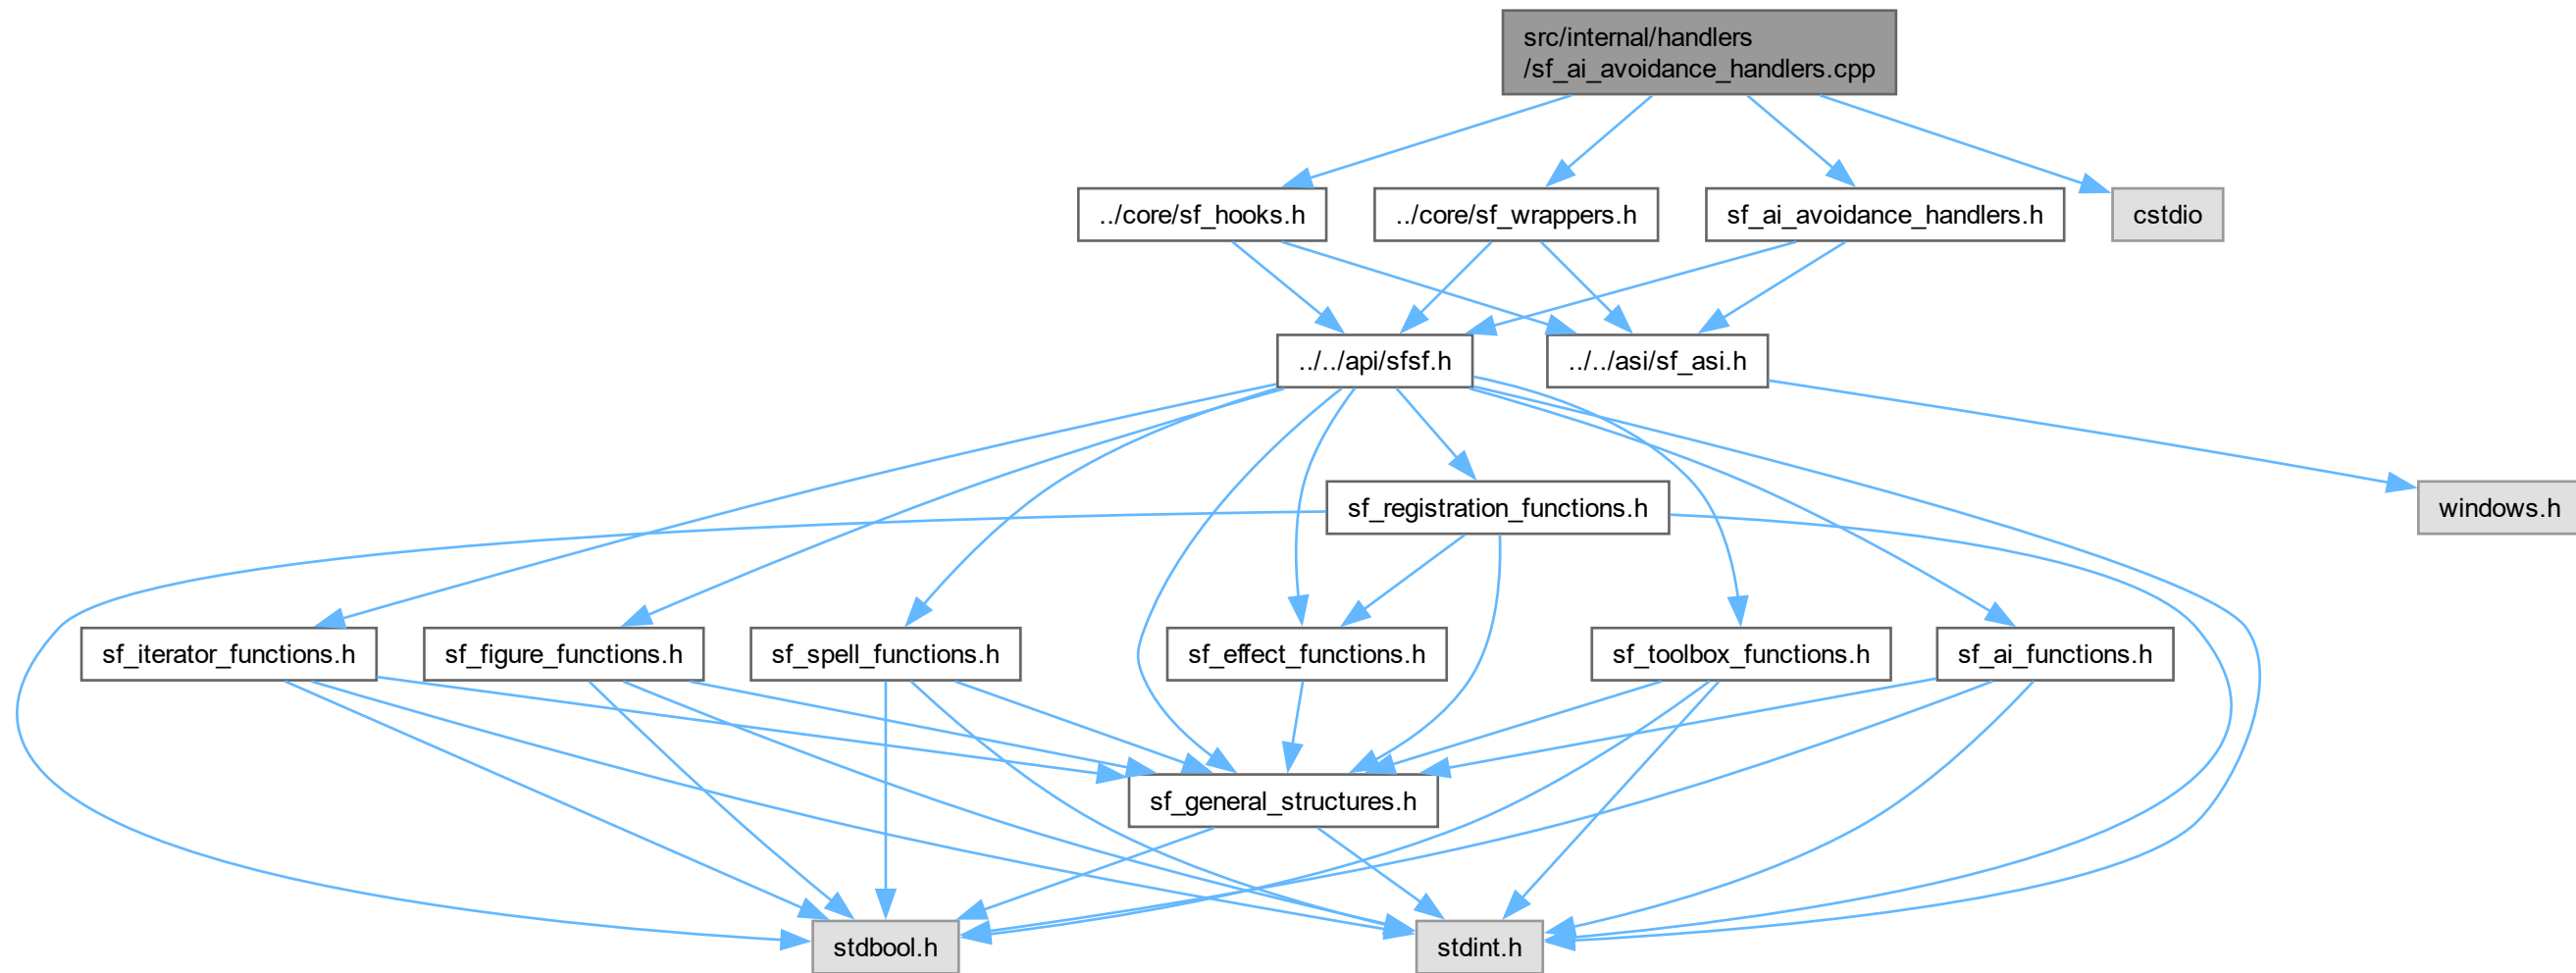 src/internal/handlers
/sf_ai_avoidance_handlers.cpp
../core/sf_hooks.h
../core/sf_wrappers.h
sf_ai_avoidance_handlers.h
cstdio
../../api/sfsf.h
../../asi/sf_asi.h
sf_registration_functions.h
windows.h
sf_iterator_functions.h
sf_figure_functions.h
sf_spell_functions.h
sf_effect_functions.h
sf_toolbox_functions.h
sf_ai_functions.h
sf_general_structures.h
stdbool.h
stdint.h